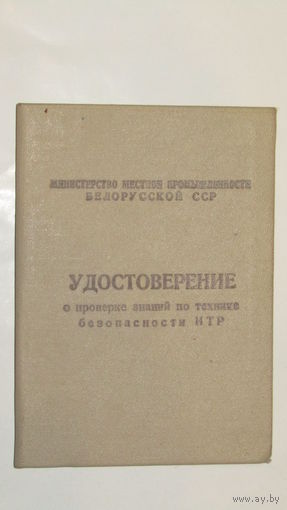 МИНИСТЕРСТВО МЕСТНОЙ ПРОМЫШЛЕННОСТИ
БЕЛОРУССКОЙ ССР
УДОСТОВЕРЕНИЕ
о проверке знаний по технике
безопасности ИТР
www.ay.by